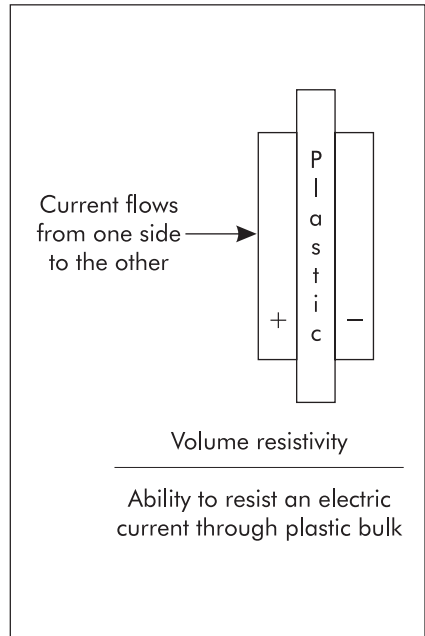 Current flows
from one side
to the other
Plastic
+
−
Volume resistivity
Ability to resist an electric
current through plastic bulk